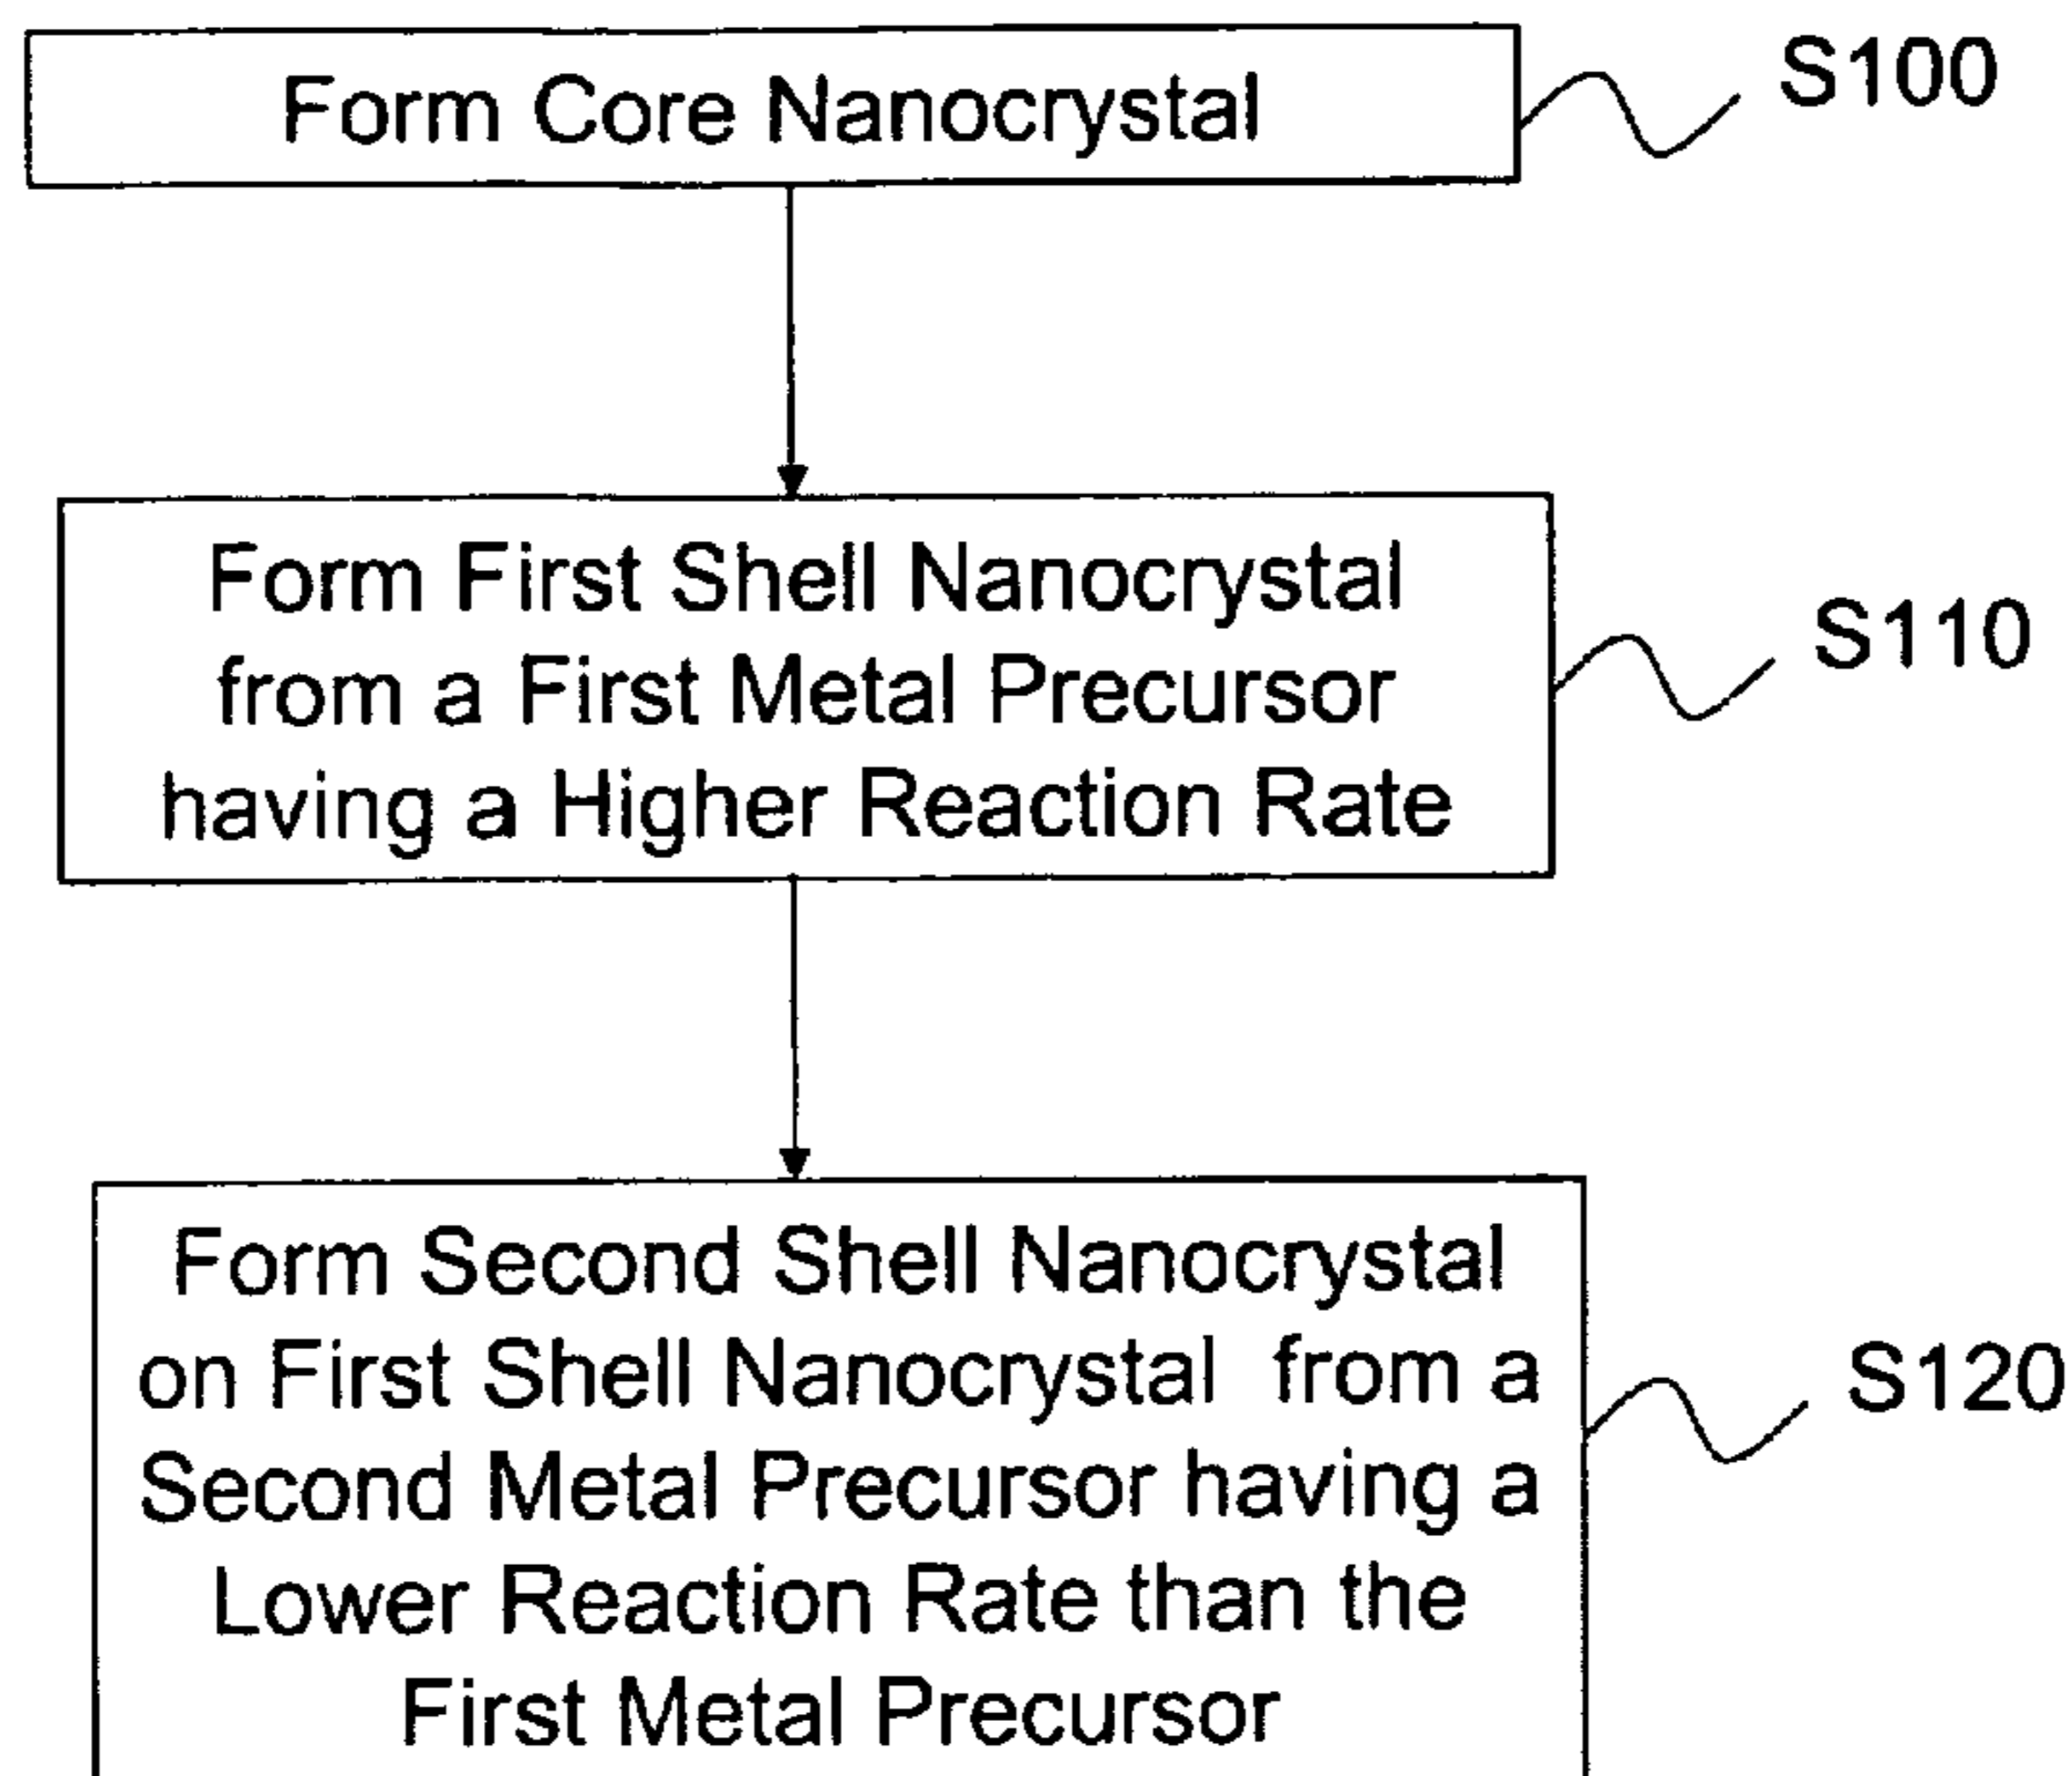 Form Core Nanocrystal
S100
Form First Shell Nanocrystal
from a First Metal Precursor
having a Higher Reaction Rate
S110
Form Second Shell Nanocrystal
on First Shell Nanocrystal from a
Second Metal Precursor having a
Lower Reaction Rate than the
First Metal Precursor
S120